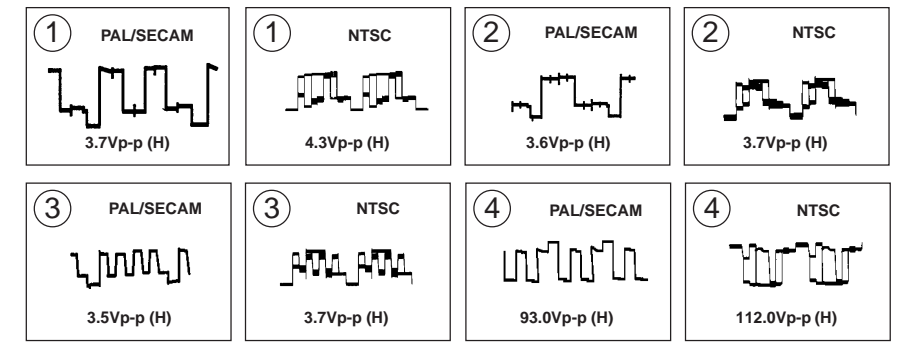 1 PAL/SECAM
3.7Vp-p (H)
1 NTSC
4.3Vp-p (H)
2 PAL/SECAM
3.6Vp-p (H)
2 NTSC
3.7Vp-p (H)
3 PAL/SECAM
3.5Vp-p (H)
3 NTSC
3.7Vp-p (H)
4 PAL/SECAM
93.0Vp-p (H)
4 NTSC
112.0Vp-p (H)